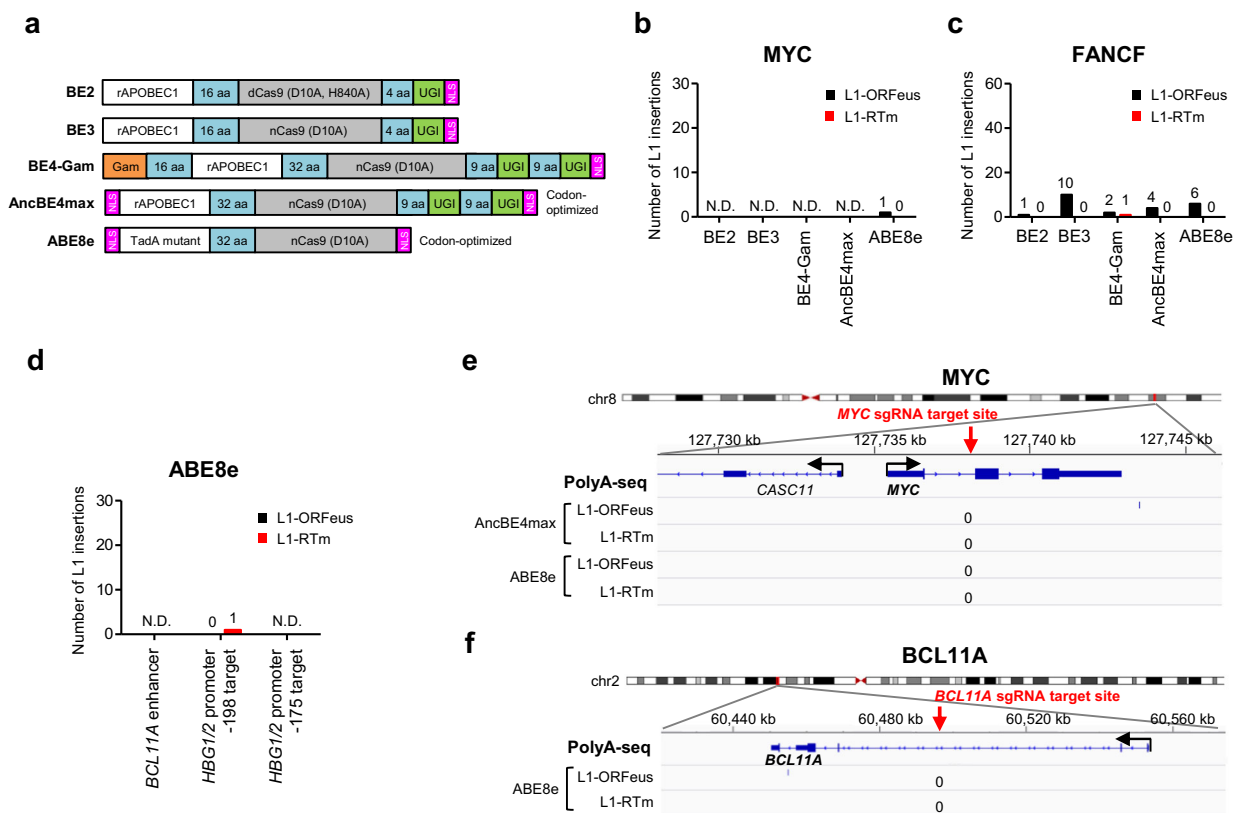 a
BE2 rAPOBEC1 16 aa dCas9 (D10A, H840A) 4 aa UGI NLS
BE3 rAPOBEC1 16 aa nCas9 (D10A) 4 aa UGI NLS
BE4-Gam Gam 16 aa rAPOBEC1 32 aa nCas9 (D10A) 9 aa UGI 9 aa UGI NLS
AncBE4max NLS rAPOBEC1 32 aa nCas9 (D10A) 9 aa UGI 9 aa UGI NLS Codon-
optimized
ABE8e NLS TadA mutant 32 aa nCas9 (D10A) NLS Codon-optimized
b
MYC
Number of L1 insertions
30
20
10
0
L1-ORFeus
L1-RTm
N.D. N.D. N.D. N.D. 1 0
BE2 BE3 BE4-Gam AncBE4max ABE8e
c
FANCF
Number of L1 insertions
60
40
20
0
L1-ORFeus
L1-RTm
1 0 10 0 2 1 4 0 6 0
BE2 BE3 BE4-Gam AncBE4max ABE8e
d
ABE8e
Number of L1 insertions
30
20
10
0
L1-ORFeus
L1-RTm
N.D. 0 1 N.D.
BCL11A enhancer
HBG1/2 promoter
-198 target
HBG1/2 promoter
-175 target
e
MYC
chr8
MYC sgRNA target site
127,730 kb 127,735 kb 127,740 kb 127,745 kb
PolyA-seq
CASC11 MYC
AncBE4max
L1-ORFeus 0
L1-RTm 0
ABE8e
L1-ORFeus 0
L1-RTm 0
f
BCL11A
chr2
BCL11A sgRNA target site
60,440 kb 60,480 kb 60,520 kb 60,560 kb
PolyA-seq
BCL11A
ABE8e
L1-ORFeus 0
L1-RTm 0